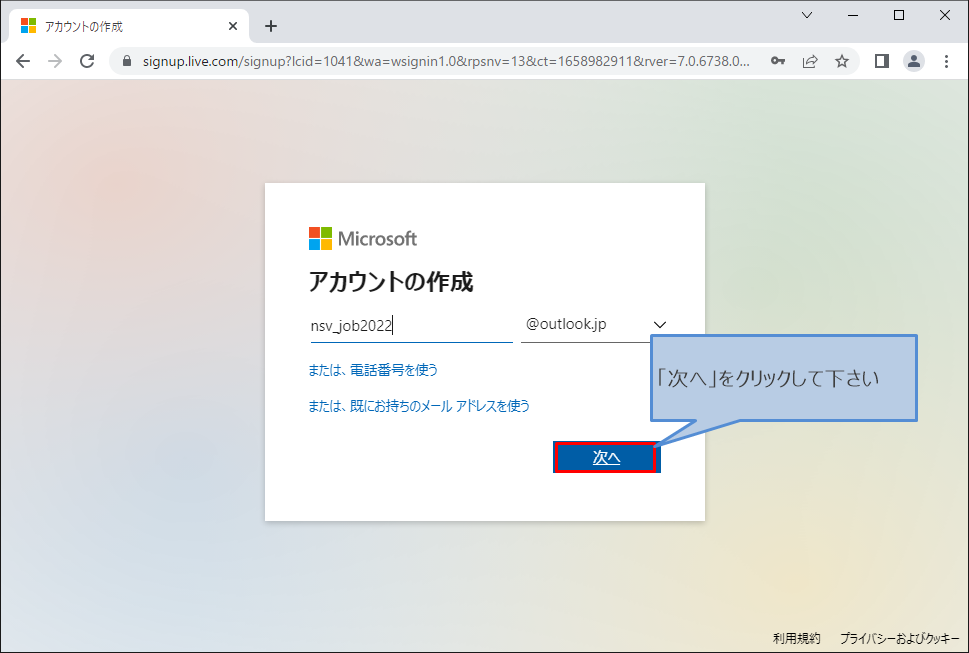 アカウントの作成
signup.live.com/signup?lcid=1041&wa=wsignin1.0&rpsnv=13&ct=1658982911&rver=7.0.6738.0...
Microsoft
アカウントの作成
nsv_job2022 @outlook.jp
または、電話番号を使う
「次へ」をクリックして下さい
または、既にお持ちのメール アドレスを使う
次へ
利用規約 プライバシーおよびクッキー